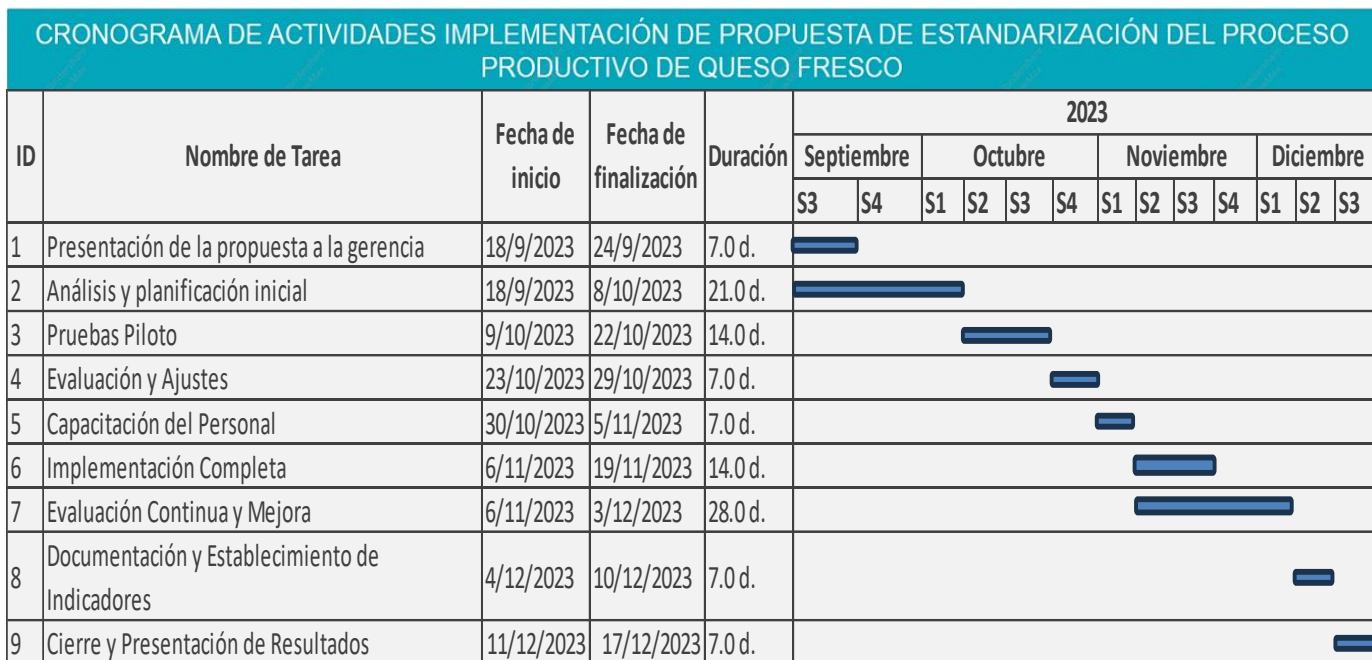 CRONOGRAMA DE ACTIVIDADES IMPLEMENTACIÓN DE PROPUESTA DE ESTANDARIZACIÓN DEL PROCESO
PRODUCTIVO DE QUESO FRESCO
ID Nombre de Tarea Fecha de inicio Fecha de finalización Duración 2023
Septiembre Octubre Noviembre Diciembre
S3 S4 S1 S2 S3 S4 S1 S2 S3 S4 S1 S2 S3
1 Presentación de la propuesta a la gerencia 18/9/2023 24/9/2023 7.0 d.
2 Análisis y planificación inicial 18/9/2023 8/10/2023 21.0 d.
3 Pruebas Piloto 9/10/2023 22/10/2023 14.0 d.
4 Evaluación y Ajustes 23/10/2023 29/10/2023 7.0 d.
5 Capacitación del Personal 30/10/2023 5/11/2023 7.0 d.
6 Implementación Completa 6/11/2023 19/11/2023 14.0 d.
7 Evaluación Continua y Mejora 6/11/2023 3/12/2023 28.0 d.
8 Documentación y Establecimiento de
Indicadores 4/12/2023 10/12/2023 7.0 d.
9 Cierre y Presentación de Resultados 11/12/2023 17/12/2023 7.0 d.